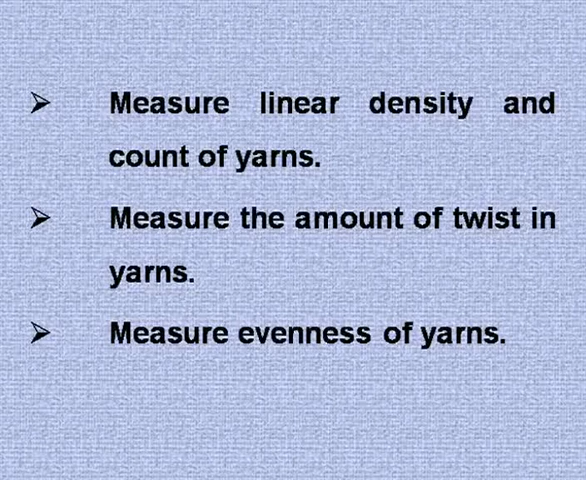 ➢ Measure linear density and
count of yarns.
➢ Measure the amount of twist in
yarns.
➢ Measure evenness of yarns.